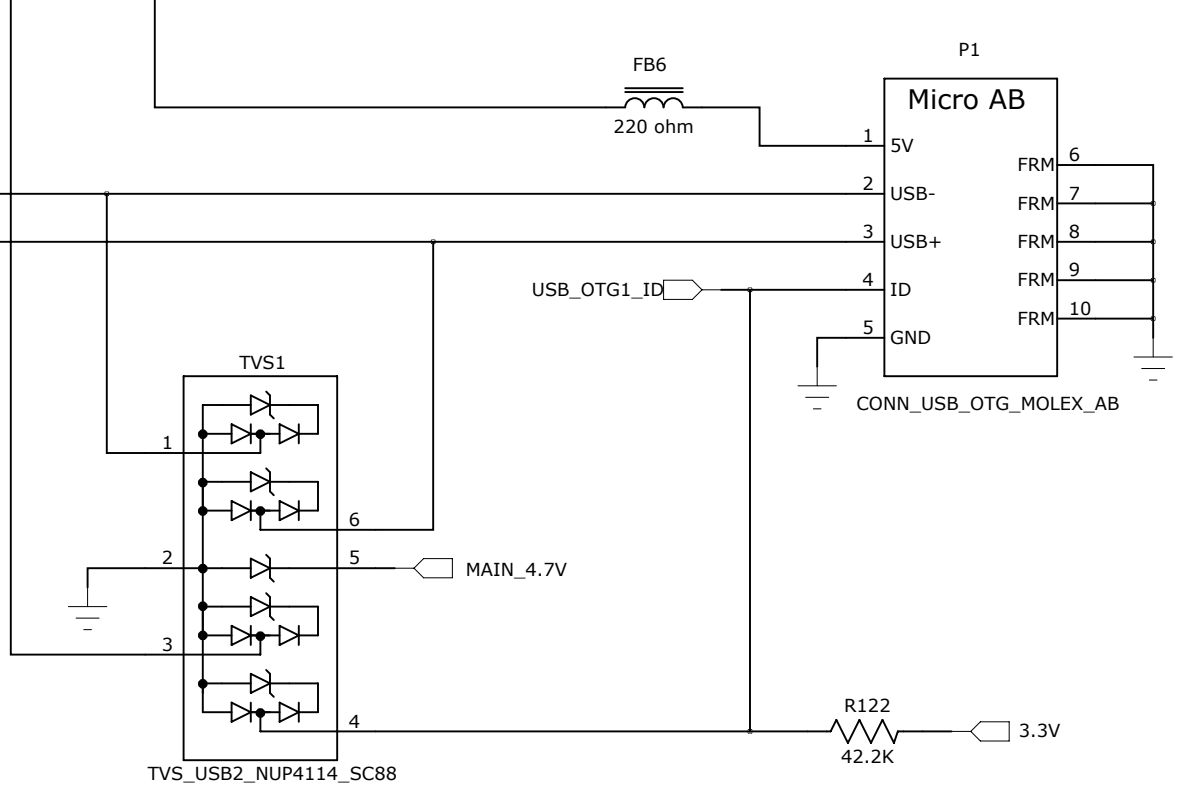 P1
FB6
Micro AB
220 ohm
1
5V
6
FRM
2
USB-
7
FRM
3
USB+
8
FRM
USB_OTG1_ID
4
ID
9
FRM
10
FRM
5
GND
TVS1
CONN_USB_OTG_MOLEX_AB
1
6
2
5
MAIN_4.7V
3
4
R122
3.3V
42.2K
TVS_USB2_NUP4114_SC88